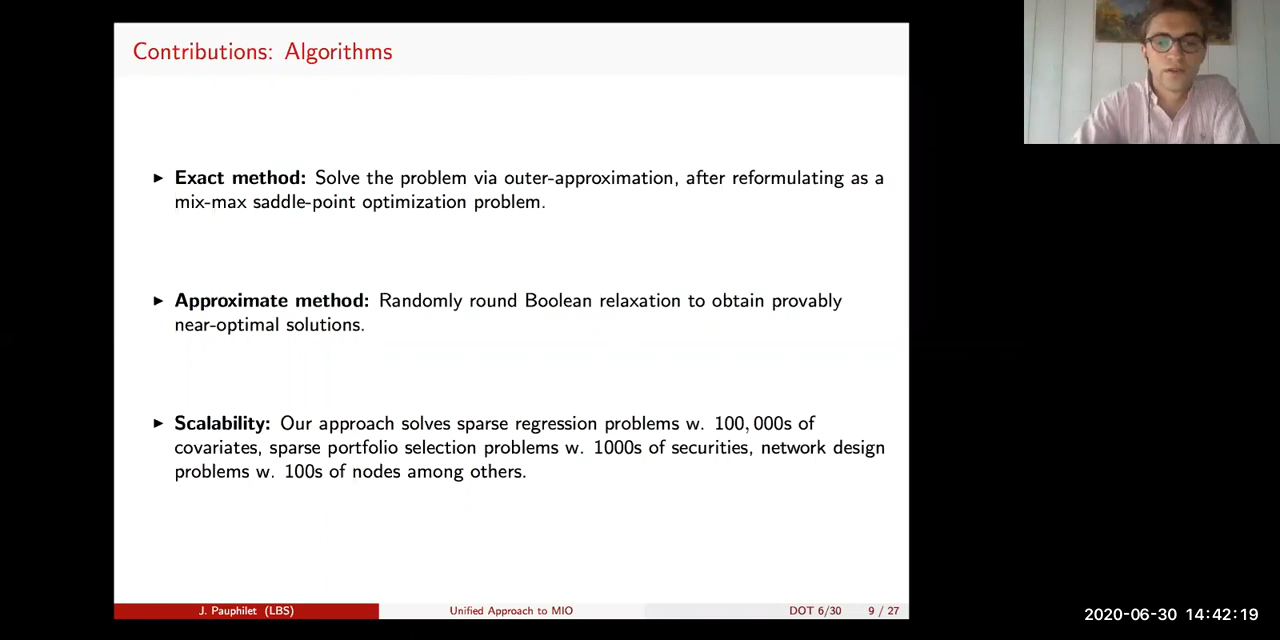 Contributions: Algorithms
▶ Exact method: Solve the problem via outer-approximation, after reformulating as a
mix-max saddle-point optimization problem.
▶ Approximate method: Randomly round Boolean relaxation to obtain provably
near-optimal solutions.
▶ Scalability: Our approach solves sparse regression problems w. 100,000s of
covariates, sparse portfolio selection problems w. 1000s of securities, network design
problems w. 100s of nodes among others.
J. Pauphilet (LBS) Unified Approach to MIO DOT 6/30 9 / 27
2020-06-30 14:42:19